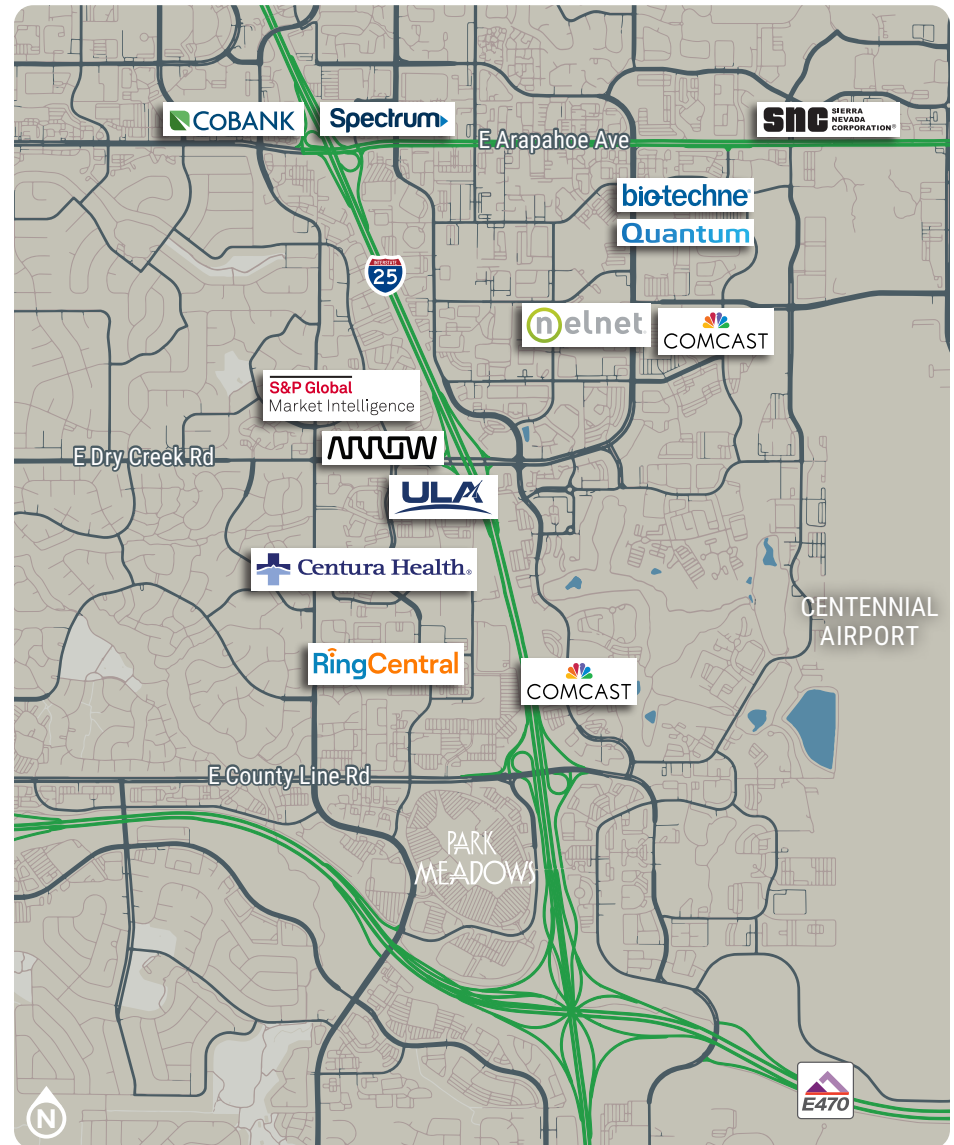 CoBANK
Spectrum
snc SIERRA
NEVADA
CORPORATION®
E Arapahoe Ave
bio-techne®
Quantum
INTERSTATE
25
nelnet
COMCAST
S&P Global
Market Intelligence
ARROW
E Dry Creek Rd
ULA
Centura Health®
CENTENNIAL
AIRPORT
RingCentral
COMCAST
E County Line Rd
PARK
MEADOWS
E470
N